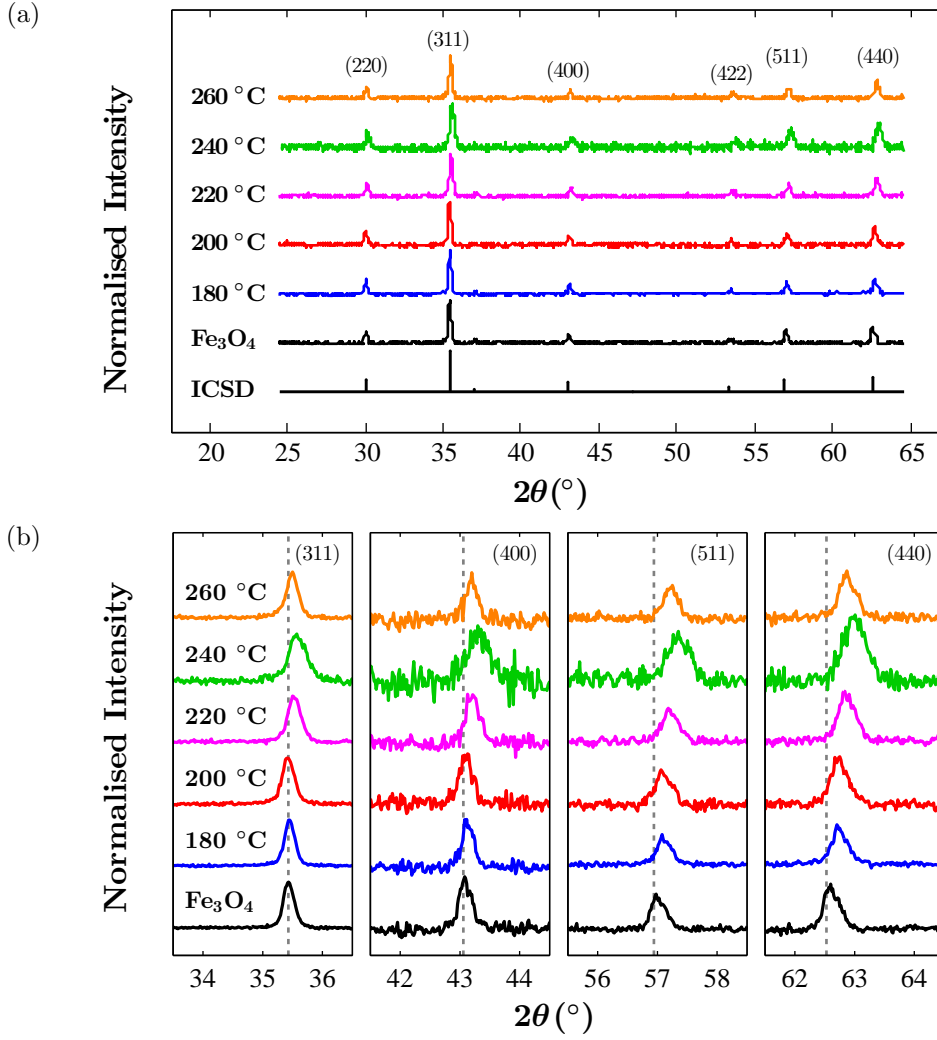 (a)
Normalised Intensity
(220) (311) (400) (422) (511) (440)
260 °C
240 °C
220 °C
200 °C
180 °C
Fe₃O₄
ICSD
20 25 30 35 40 45 50 55 60 65
2θ(°)
(b)
Normalised Intensity
(311) (400) (511) (440)
260 °C
240 °C
220 °C
200 °C
180 °C
Fe₃O₄
34 35 36 42 43 44 56 57 58 62 63 64
2θ(°)